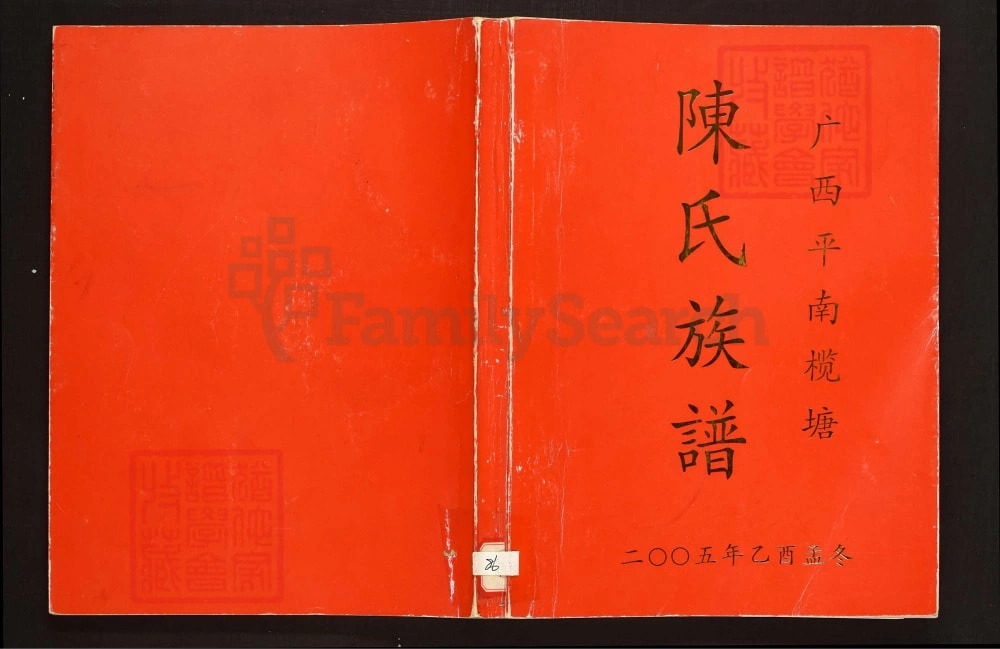 广西平南榄塘
陳氏族譜
二〇〇五年乙酉孟冬
FamilySearch
26